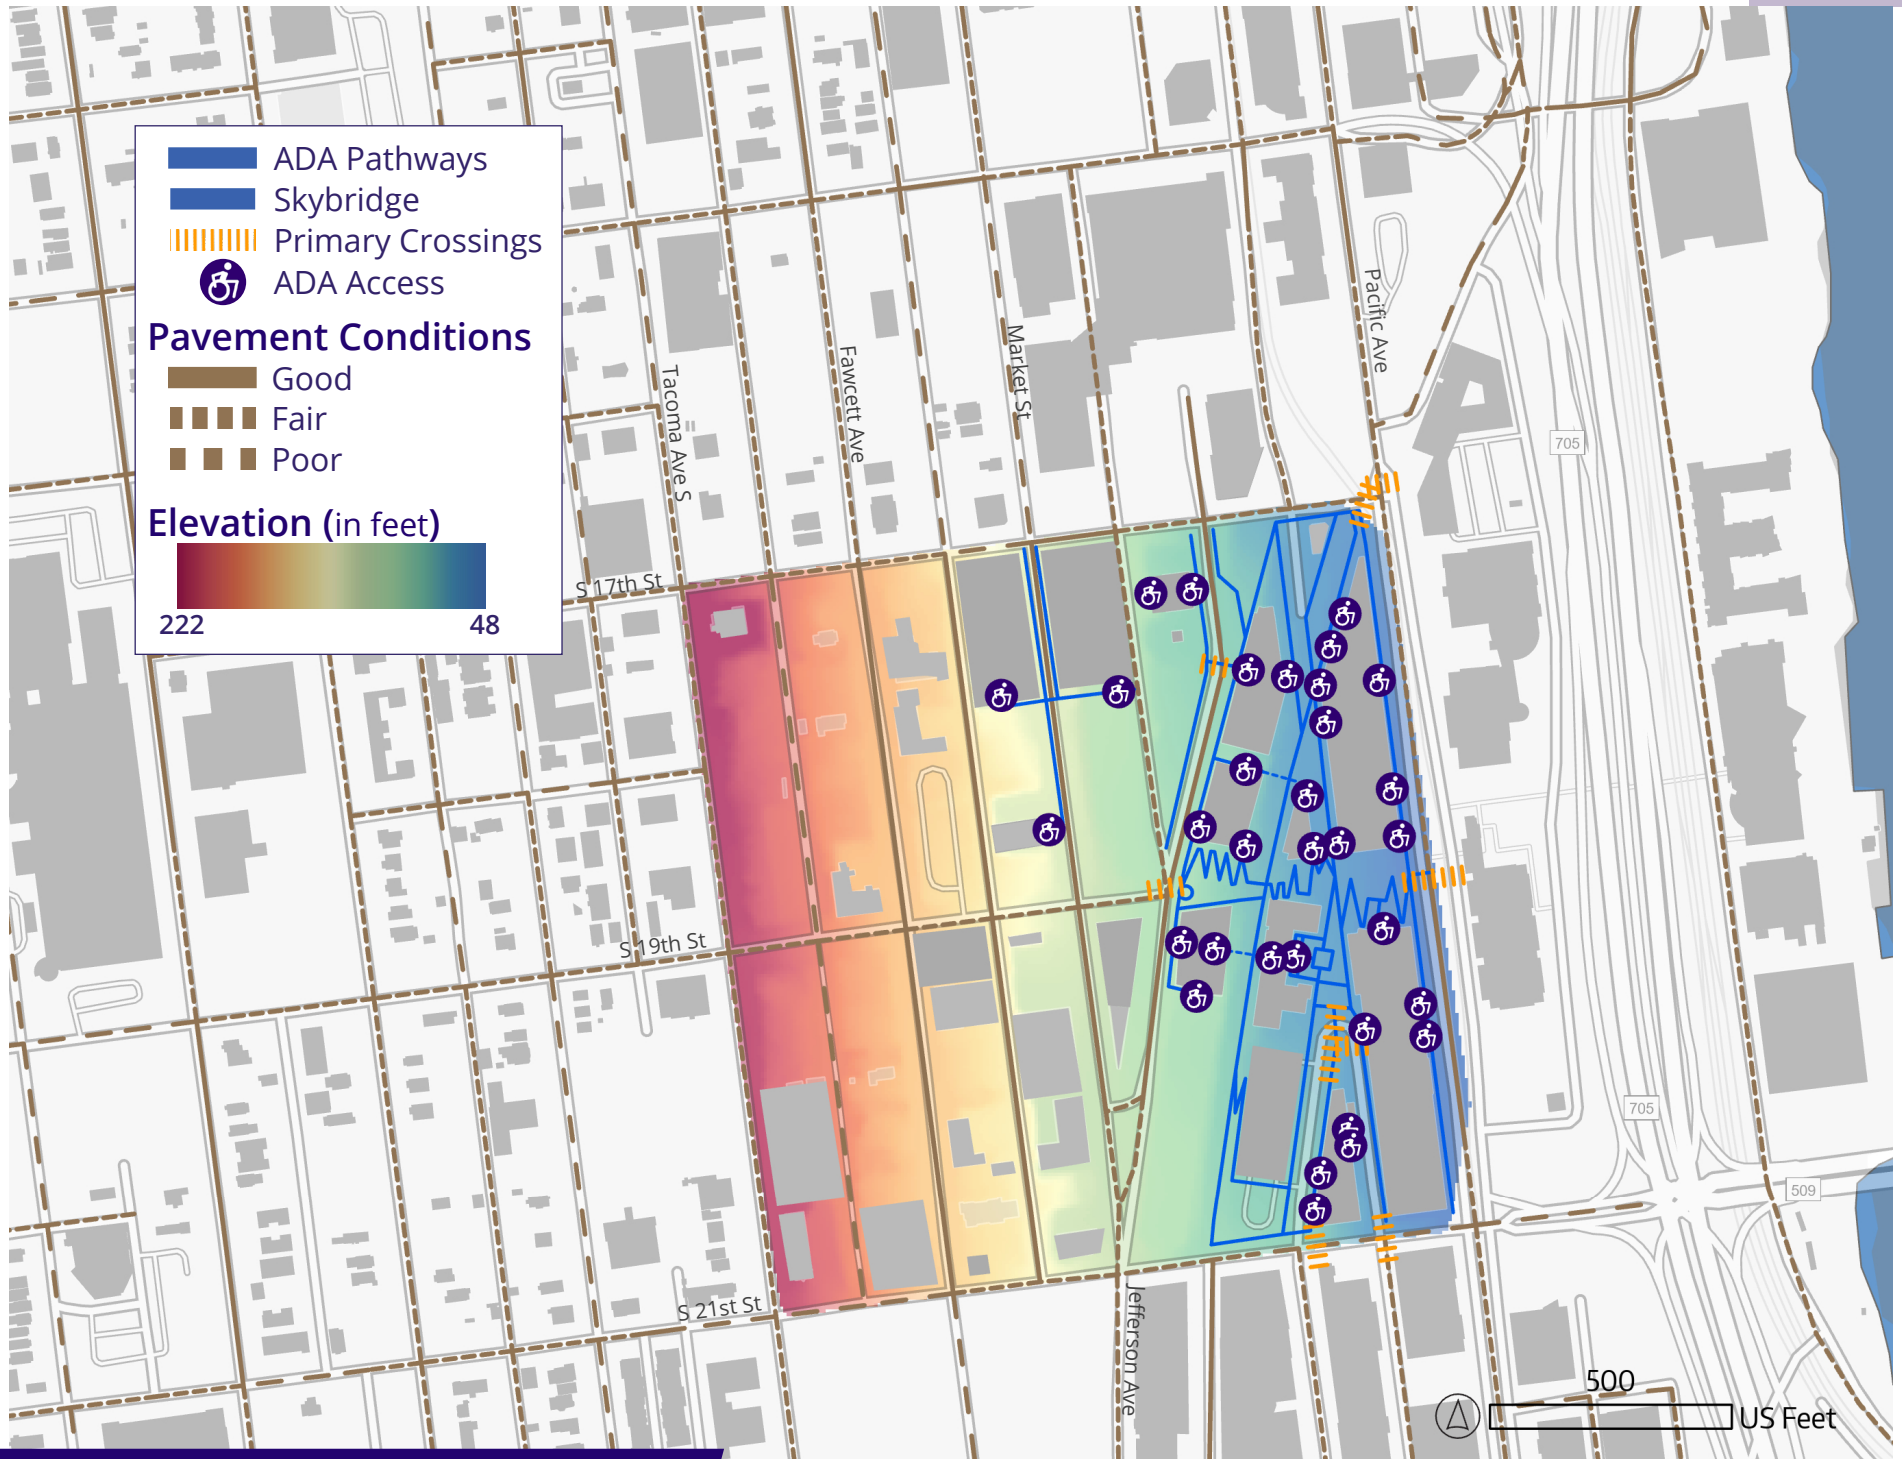 ADA Pathways
Skybridge
Primary Crossings
ADA Access
Pavement Conditions
Good
Fair
Poor
Elevation (in feet)
222
48
Pacific Ave
Market St
Fawcett Ave
Tacoma Ave S
705
S 17th St
S 19th St
705
509
S 21st St
Jefferson Ave
500
US Feet